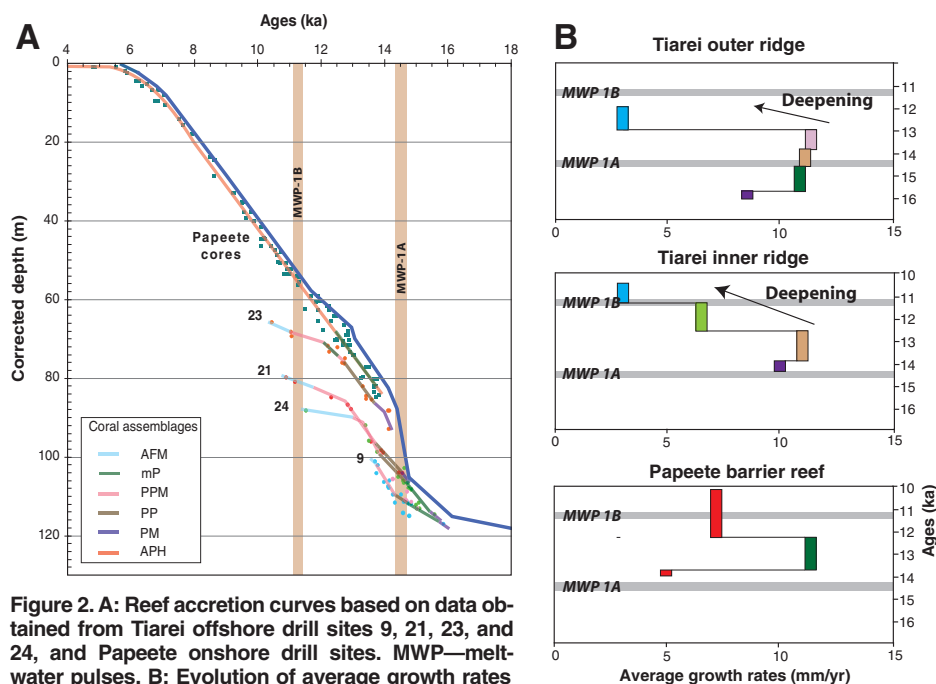 A
Ages (ka)
4 6 8 10 12 14 16 18
Corrected depth (m)
0
20
40
60
80
100
120
MWP-1B
MWP-1A
Papeete
cores
23
21
24
9
Coral assemblages
AFM
mP
PPM
PP
PM
APH
Figure 2. A: Reef accretion curves based on data ob-
tained from Tiarei offshore drill sites 9, 21, 23, and
24, and Papeete onshore drill sites. MWP—melt-
water pulses. B: Evolution of average growth rates
B
Tiarei outer ridge
MWP 1B
Deepening
MWP 1A
11
12
13
14
15
16
0 5 10 15
Tiarei inner ridge
MWP 1B
Deepening
MWP 1A
10
11
12
13
14
15
16
0 5 10 15
Papeete barrier reef
MWP 1B
MWP 1A
10
11
12
13
14
15
16
Ages (ka)
0 5 10 15
Average growth rates (mm/yr)